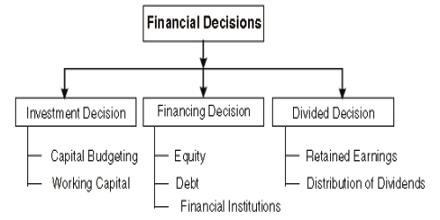 Financial Decisions
Investment Decision
Financing Decision
Divided Decision
Capital Budgeting
Working Capital
Equity
Debt
Financial Institutions
Retained Earnings
Distribution of Dividends